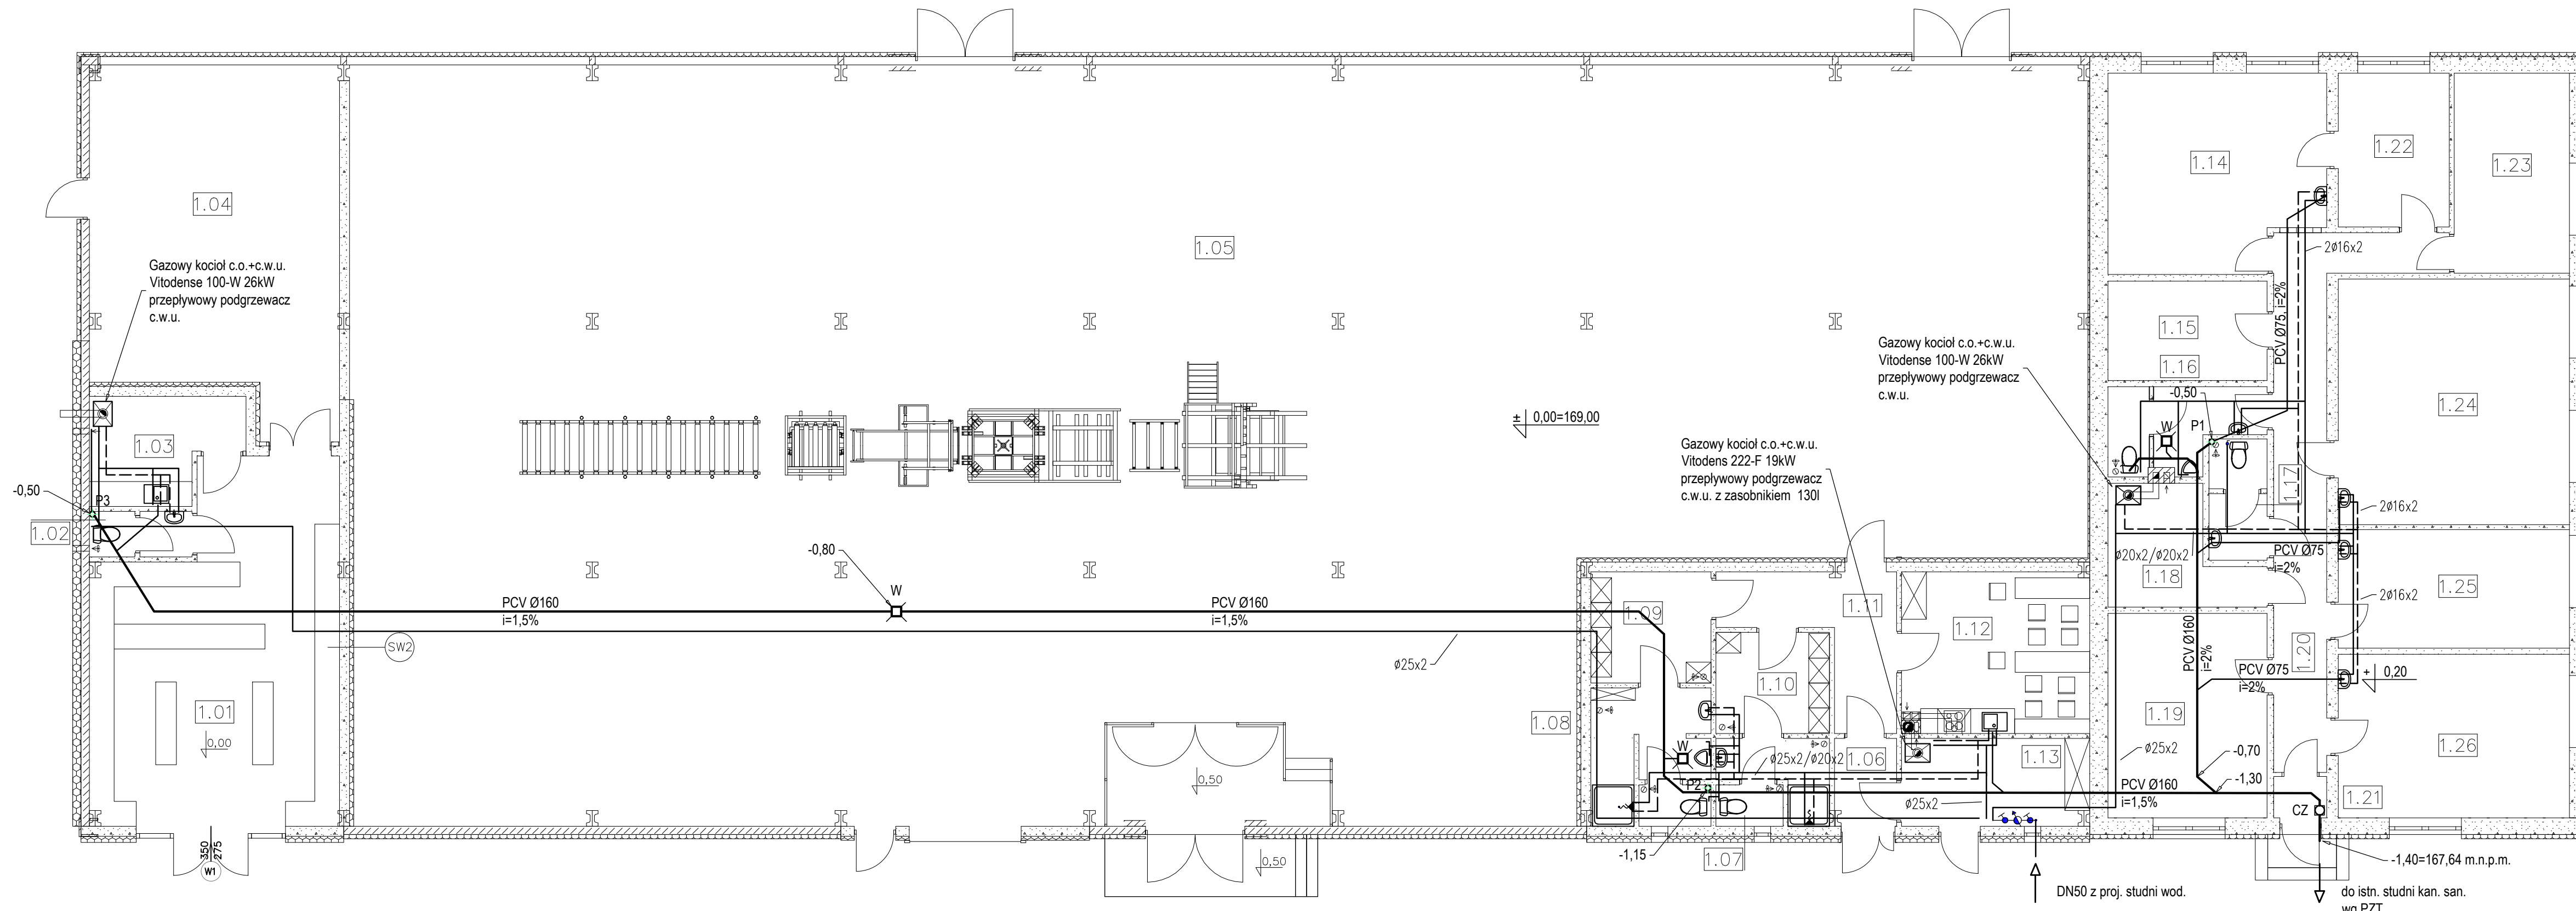 1.04
Gazowy kocioł c.o.+c.w.u.
Vitodense 100-W 26kW
przepływowy podgrzewacz
c.w.u.
1.03
-0,50
P3
1.02
1.01
0,00
350
275
W1
SW2
1.05
± 0,00=169,00
-0,80
W
PCV Ø160
i=1,5%
PCV Ø160
i=1,5%
ø25x2
0,50
0,50
Gazowy kocioł c.o.+c.w.u.
Vitodens 222-F 19kW
przepływowy podgrzewacz
c.w.u. z zasobnikiem 130l
1.09
1.11
1.12
1.10
1.08
W
P2
ø25x2/ø20x2
1.06
1.13
ø25x2
-1,15
1.07
DN50 z proj. studni wod.
Gazowy kocioł c.o.+c.w.u.
Vitodense 100-W 26kW
przepływowy podgrzewacz
c.w.u.
1.14
1.22
1.23
2ø16x2
PCV Ø75, i=2%
1.15
1.16
-0,50
W
P1
1.24
1.17
2ø16x2
ø20x2/ø20x2
PCV Ø75
i=2%
1.18
1.25
2ø16x2
PCV Ø160
i=2%
1.20
PCV Ø75
i=2%
+ 0,20
1.19
ø25x2
-0,70
-1,30
1.26
PCV Ø160
i=1,5%
1.21
CZ
-1,40=167,64 m.n.p.m.
do istn. studni kan. san.
wg PZT